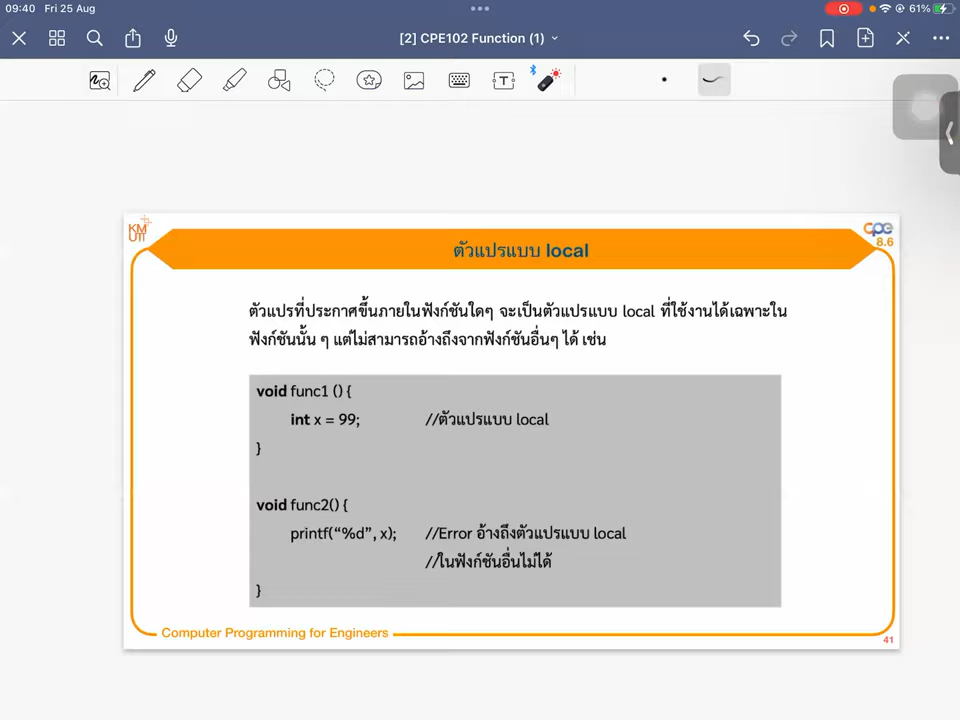 09:40 Fri 25 Aug
61%
[2] CPE102 Function (1)
T
KM
UTT
cpe
8.6
ตัวแปรแบบ local
ตัวแปรที่ประกาศขึ้นภายในฟังก์ชันใดๆ จะเป็นตัวแปรแบบ local ที่ใช้งานได้เฉพาะใน
ฟังก์ชันนั้น ๆ แต่ไม่สามารถอ้างถึงจากฟังก์ชันอื่นๆ ได้ เช่น
void func1 () {
int x = 99; //ตัวแปรแบบ local
}
void func2() {
printf(“%d”, x); //Error อ้างถึงตัวแปรแบบ local
//ในฟังก์ชันอื่นไม่ได้
}
Computer Programming for Engineers
41